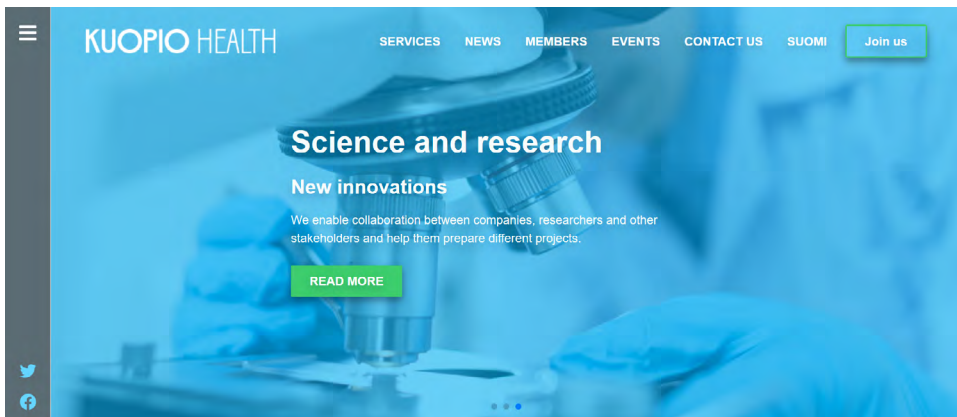 KUOPIO HEALTH
SERVICES NEWS MEMBERS EVENTS CONTACT US SUOMI Join us
Science and research
New innovations
We enable collaboration between companies, researchers and other
stakeholders and help them prepare different projects.
READ MORE